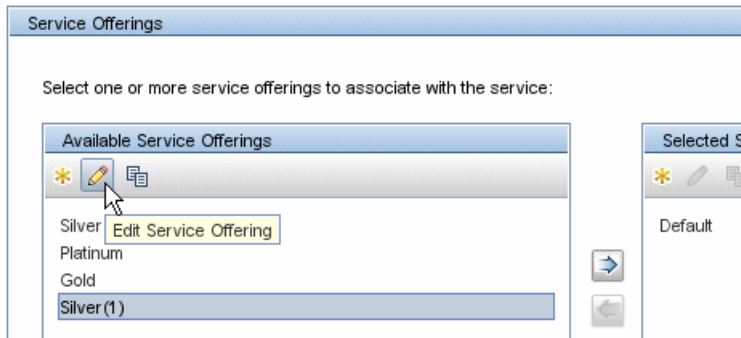 Service Offerings
Select one or more service offerings to associate with the service:
Available Service Offerings
Selected
Silver
Edit Service Offering
Default
Platinum
Gold
Silver(1)